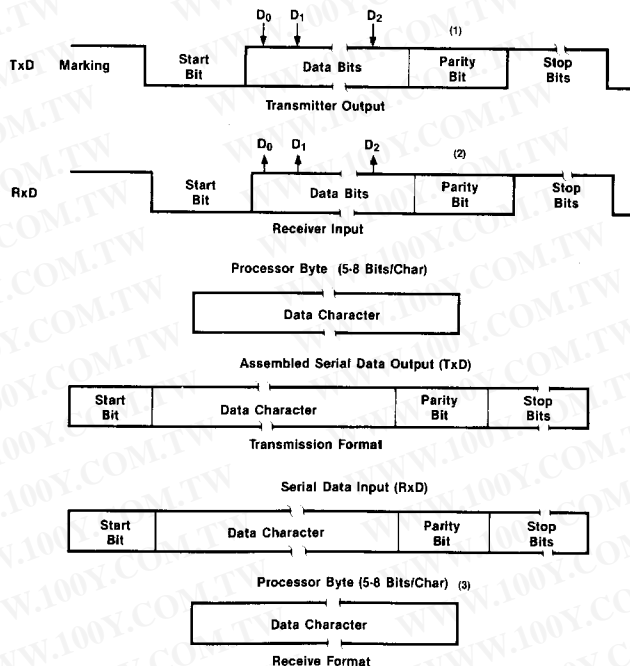 D0 D1 D2 (1)
TxD Marking Start Bit Data Bits Parity Bit Stop Bits
Transmitter Output
D0 D1 D2 (2)
RxD Start Bit Data Bits Parity Bit Stop Bits
Receiver Input
Processor Byte (5-8 Bits/Char)
Data Character
Assembled Serial Data Output (TxD)
Start Bit Data Character Parity Bit Stop Bits
Transmission Format
Serial Data Input (RxD)
Start Bit Data Character Parity Bit Stop Bits
Processor Byte (5-8 Bits/Char) (3)
Data Character
Receive Format
WWW.100Y.COM.TW